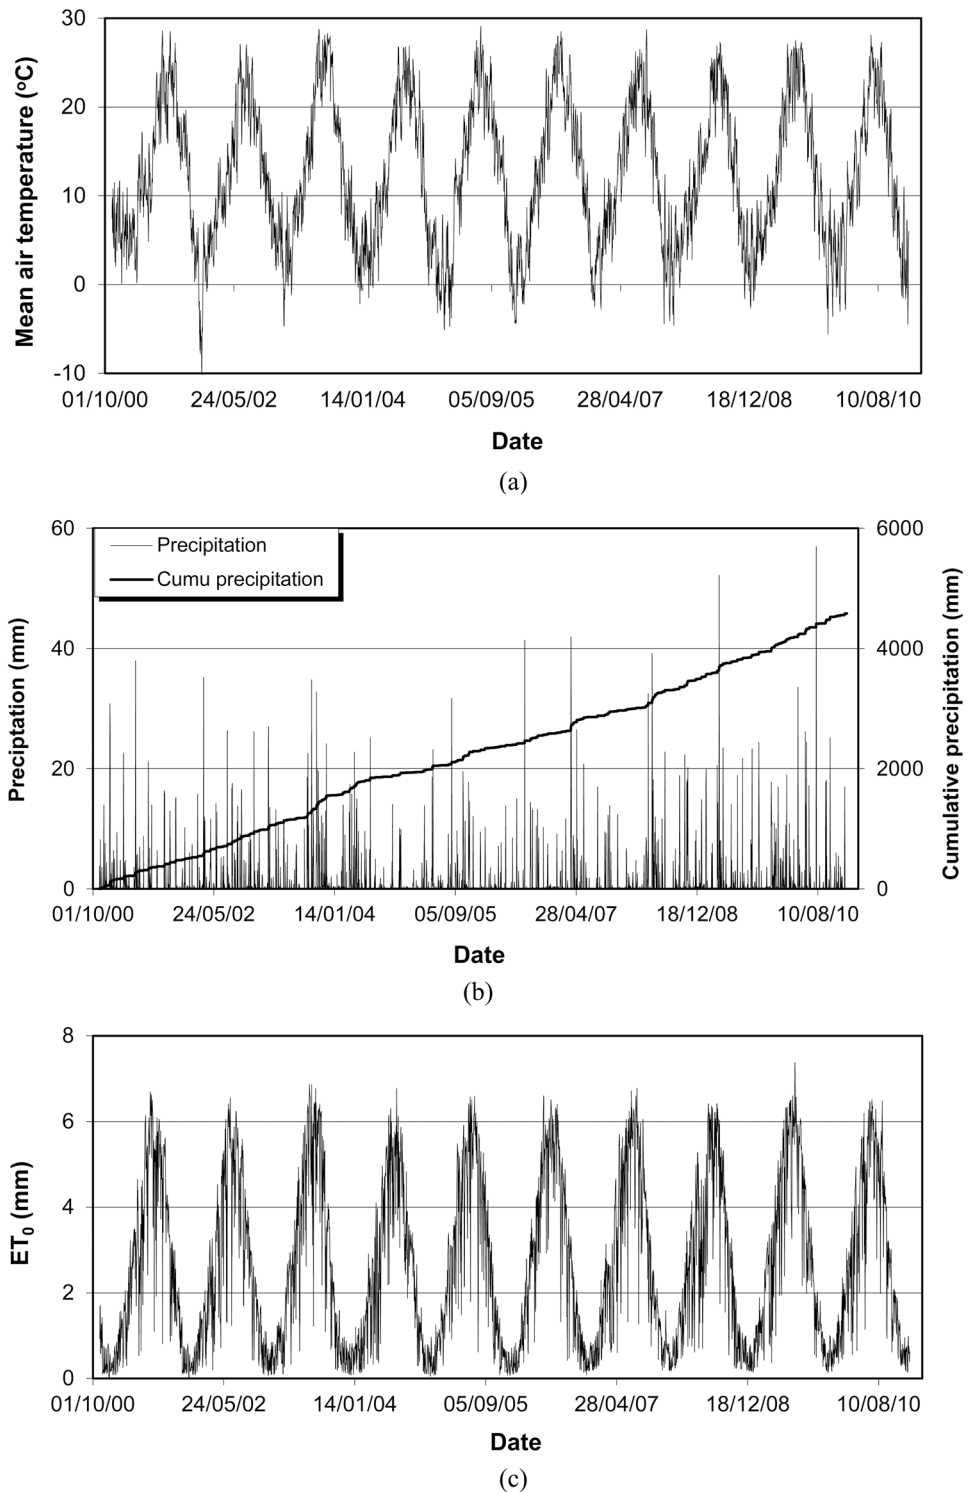 30
20
10
0
-10
Mean air temperature (ºC)
01/10/00 24/05/02 14/01/04 05/09/05 28/04/07 18/12/08 10/08/10
Date
(a)
60
40
20
0
Preciptation (mm)
Precipitation
Cumu precipitation
6000
4000
2000
0
Cumulative precipitation (mm)
01/10/00 24/05/02 14/01/04 05/09/05 28/04/07 18/12/08 10/08/10
Date
(b)
8
6
4
2
0
ET0 (mm)
01/10/00 24/05/02 14/01/04 05/09/05 28/04/07 18/12/08 10/08/10
Date
(c)